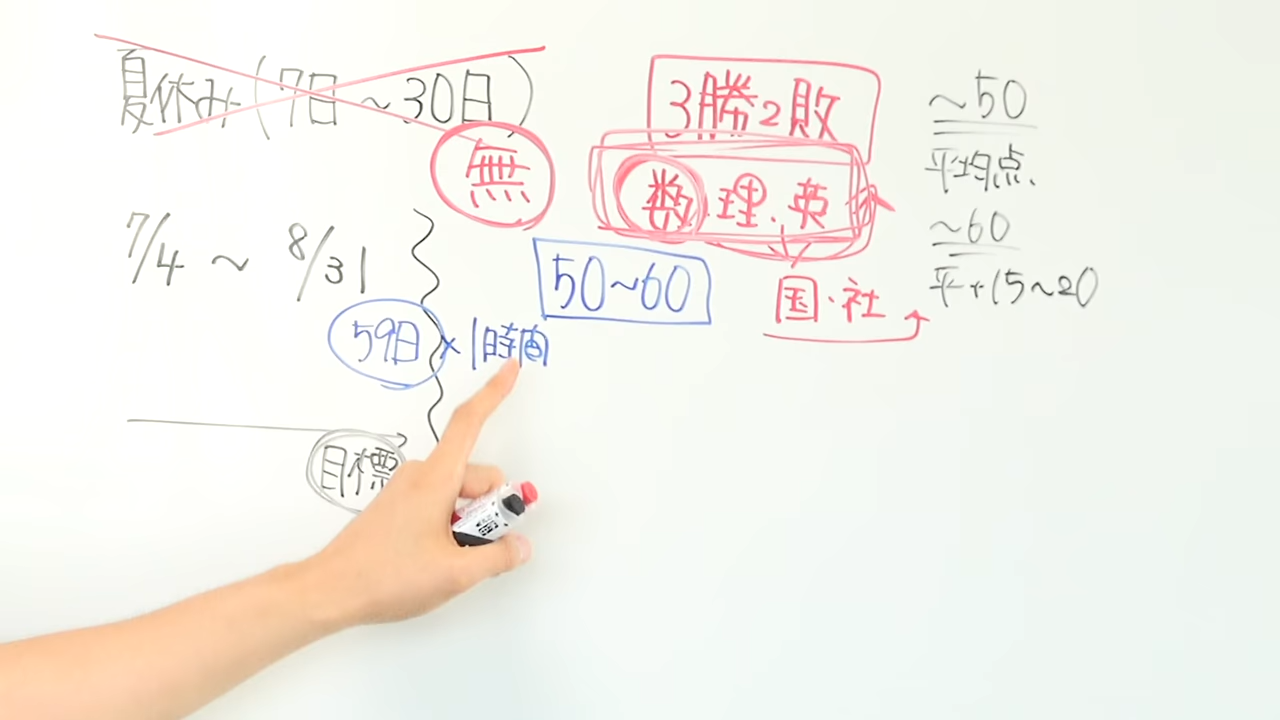 夏休み(7日~30日)
無
7/4 ~ 8/31
59日×1時間
目標
3勝2敗
数.理.英
50~60
国・社
~50
平均点.
~60
平+15~20